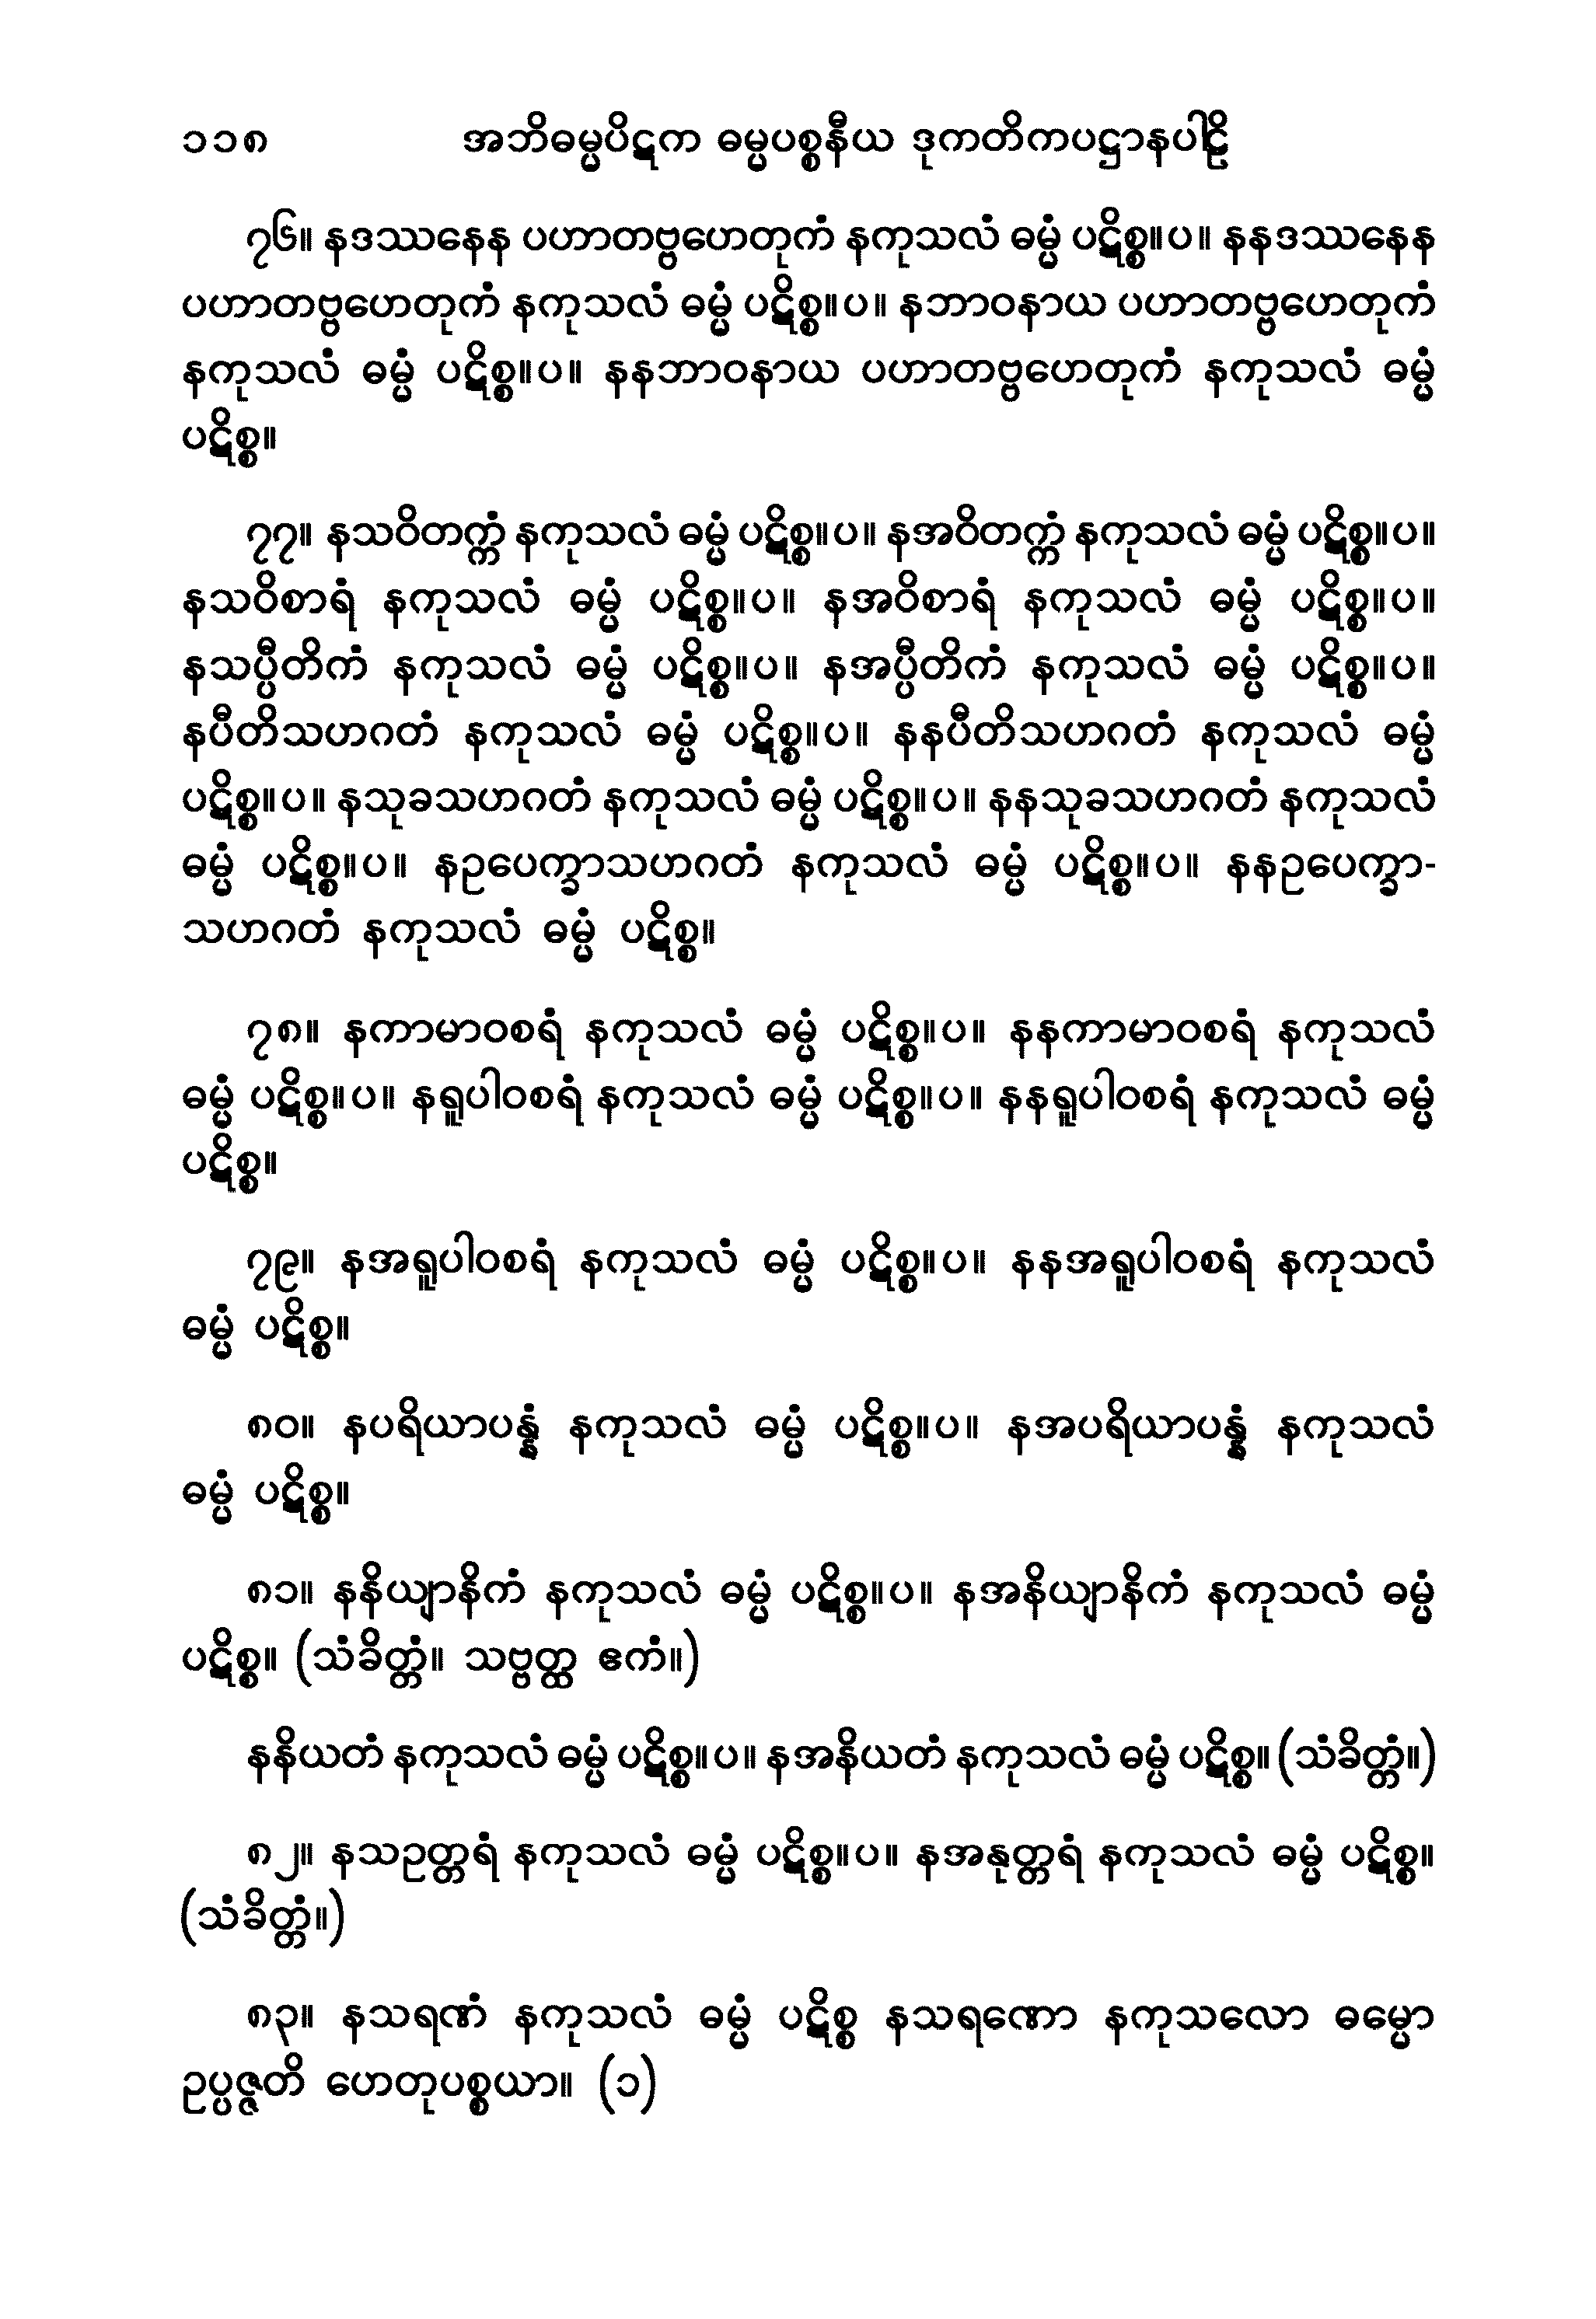 ၁၁၈ အဘိဓမ္မပိဋက ဓမ္မပစ္စနီယ ဒုကတိကပဋ္ဌာနပါဠိ
၇၆။ နဒဿနေန ပဟာတဗ္ဗဟေတုကံ နကုသလံ ဓမ္မံ ပဋိစ္စ။ပ။ နနဒဿနေန
ပဟာတဗ္ဗဟေတုကံ နကုသလံ ဓမ္မံ ပဋိစ္စ။ပ။ နဘာဝနာယ ပဟာတဗ္ဗဟေတုကံ
နကုသလံ ဓမ္မံ ပဋိစ္စ။ပ။ နနဘာဝနာယ ပဟာတဗ္ဗဟေတုကံ နကုသလံ ဓမ္မံ
ပဋိစ္စ။
၇၇။ နသဝိတက္ကံ နကုသလံ ဓမ္မံ ပဋိစ္စ။ပ။ နအဝိတက္ကံ နကုသလံ ဓမ္မံ ပဋိစ္စ။ပ။
နသဝိစာရံ နကုသလံ ဓမ္မံ ပဋိစ္စ။ပ။ နအဝိစာရံ နကုသလံ ဓမ္မံ ပဋိစ္စ။ပ။
နသပ္ပီတိကံ နကုသလံ ဓမ္မံ ပဋိစ္စ။ပ။ နအပ္ပီတိကံ နကုသလံ ဓမ္မံ ပဋိစ္စ။ပ။
နပီတိသဟဂတံ နကုသလံ ဓမ္မံ ပဋိစ္စ။ပ။ နနပီတိသဟဂတံ နကုသလံ ဓမ္မံ
ပဋိစ္စ။ပ။ နသုခသဟဂတံ နကုသလံ ဓမ္မံ ပဋိစ္စ။ပ။ နနသုခသဟဂတံ နကုသလံ
ဓမ္မံ ပဋိစ္စ။ပ။ နဥပေက္ခာသဟဂတံ နကုသလံ ဓမ္မံ ပဋိစ္စ။ပ။ နနဥပေက္ခာ-
သဟဂတံ နကုသလံ ဓမ္မံ ပဋိစ္စ။
၇၈။ နကာမာဝစရံ နကုသလံ ဓမ္မံ ပဋိစ္စ။ပ။ နနကာမာဝစရံ နကုသလံ
ဓမ္မံ ပဋိစ္စ။ပ။ နရူပါဝစရံ နကုသလံ ဓမ္မံ ပဋိစ္စ။ပ။ နနရူပါဝစရံ နကုသလံ ဓမ္မံ
ပဋိစ္စ။
၇၉။ နအရူပါဝစရံ နကုသလံ ဓမ္မံ ပဋိစ္စ။ပ။ နနအရူပါဝစရံ နကုသလံ
ဓမ္မံ ပဋိစ္စ။
၈၀။ နပရိယာပန္နံ နကုသလံ ဓမ္မံ ပဋိစ္စ။ပ။ နအပရိယာပန္နံ နကုသလံ
ဓမ္မံ ပဋိစ္စ။
၈၁။ နနိယျာနိကံ နကုသလံ ဓမ္မံ ပဋိစ္စ။ပ။ နအနိယျာနိကံ နကုသလံ ဓမ္မံ
ပဋိစ္စ။ (သံခိတ္တံ။ သဗ္ဗတ္ထ ဧကံ။)
နနိယတံ နကုသလံ ဓမ္မံ ပဋိစ္စ။ပ။ နအနိယတံ နကုသလံ ဓမ္မံ ပဋိစ္စ။ (သံခိတ္တံ။)
၈၂။ နသဥတ္တရံ နကုသလံ ဓမ္မံ ပဋိစ္စ။ပ။ နအနုတ္တရံ နကုသလံ ဓမ္မံ ပဋိစ္စ။
(သံခိတ္တံ။)
၈၃။ နသရဏံ နကုသလံ ဓမ္မံ ပဋိစ္စ နသရဏော နကုသလော ဓမ္မော
ဥပ္ပဇ္ဇတိ ဟေတုပစ္စယာ။ (၁)